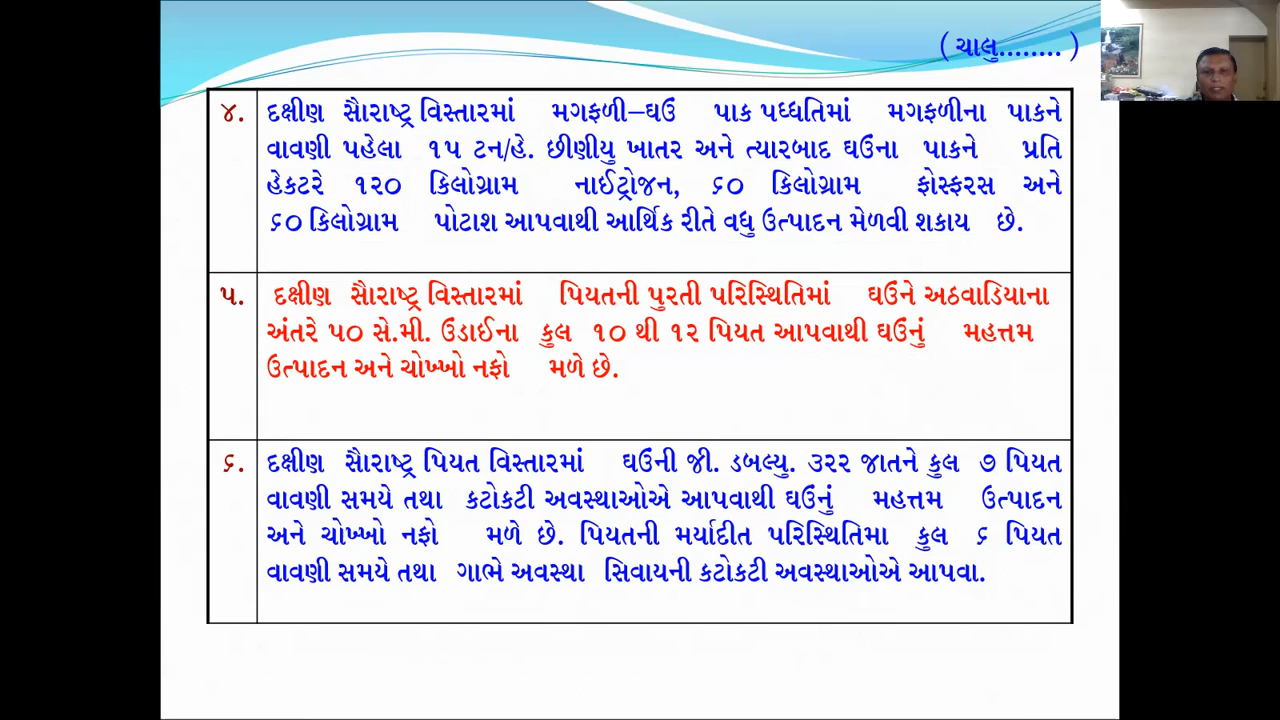 ( ચાલુ........ )
૪. દક્ષીણ સૌરાષ્ટ્ર વિસ્તારમાં મગફળી–ઘઉં પાક પધ્ધતિમાં મગફળીના પાકને
વાવણી પહેલા ૧૫ ટન/હે. છીણીયુ ખાતર અને ત્યારબાદ ઘઉંના પાકને પ્રતિ
હેકટરે ૧૨૦ કિલોગ્રામ નાઈટ્રોજન, ૬૦ કિલોગ્રામ ફોસ્ફરસ અને
૬૦ કિલોગ્રામ પોટાશ આપવાથી આર્થિક રીતે વધુ ઉત્પાદન મેળવી શકાય છે.
૫. દક્ષીણ સૌરાષ્ટ્ર વિસ્તારમાં પિયતની પુરતી પરિસ્થિતિમાં ઘઉંને અઠવાડિયાના
અંતરે ૫૦ સે.મી. ઉંડાઈના કુલ ૧૦ થી ૧૨ પિયત આપવાથી ઘઉંનું મહત્તમ
ઉત્પાદન અને ચોખ્ખો નફો મળે છે.
૬. દક્ષીણ સૌરાષ્ટ્ર પિયત વિસ્તારમાં ઘઉંની જી. ડબલ્યુ. ૩૨૨ જાતને કુલ ૭ પિયત
વાવણી સમયે તથા કટોકટી અવસ્થાઓએ આપવાથી ઘઉંનું મહત્તમ ઉત્પાદન
અને ચોખ્ખો નફો મળે છે. પિયતની મર્યાદીત પરિસ્થિતિમા કુલ ૬ પિયત
વાવણી સમયે તથા ગાભે અવસ્થા સિવાયની કટોકટી અવસ્થાઓએ આપવા.